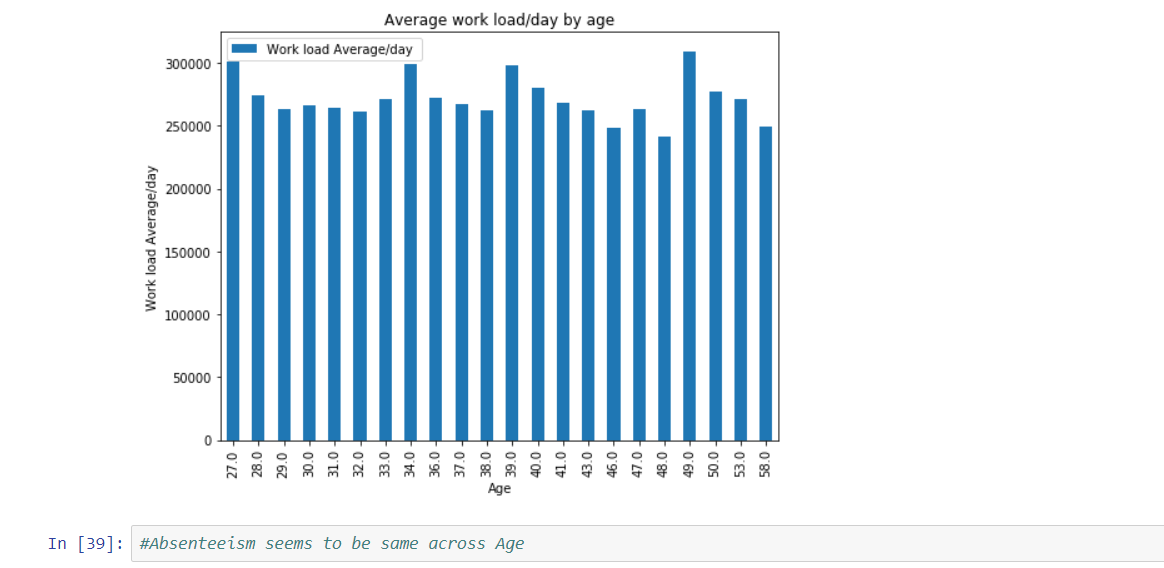 Average work load/day by age
Work load Average/day
Work load Average/day
300000
250000
200000
150000
100000
50000
0
27.0 28.0 29.0 30.0 31.0 32.0 33.0 34.0 36.0 37.0 38.0 39.0 40.0 41.0 43.0 46.0 47.0 48.0 49.0 50.0 53.0 58.0
Age
In [39]: #Absenteeism seems to be same across Age